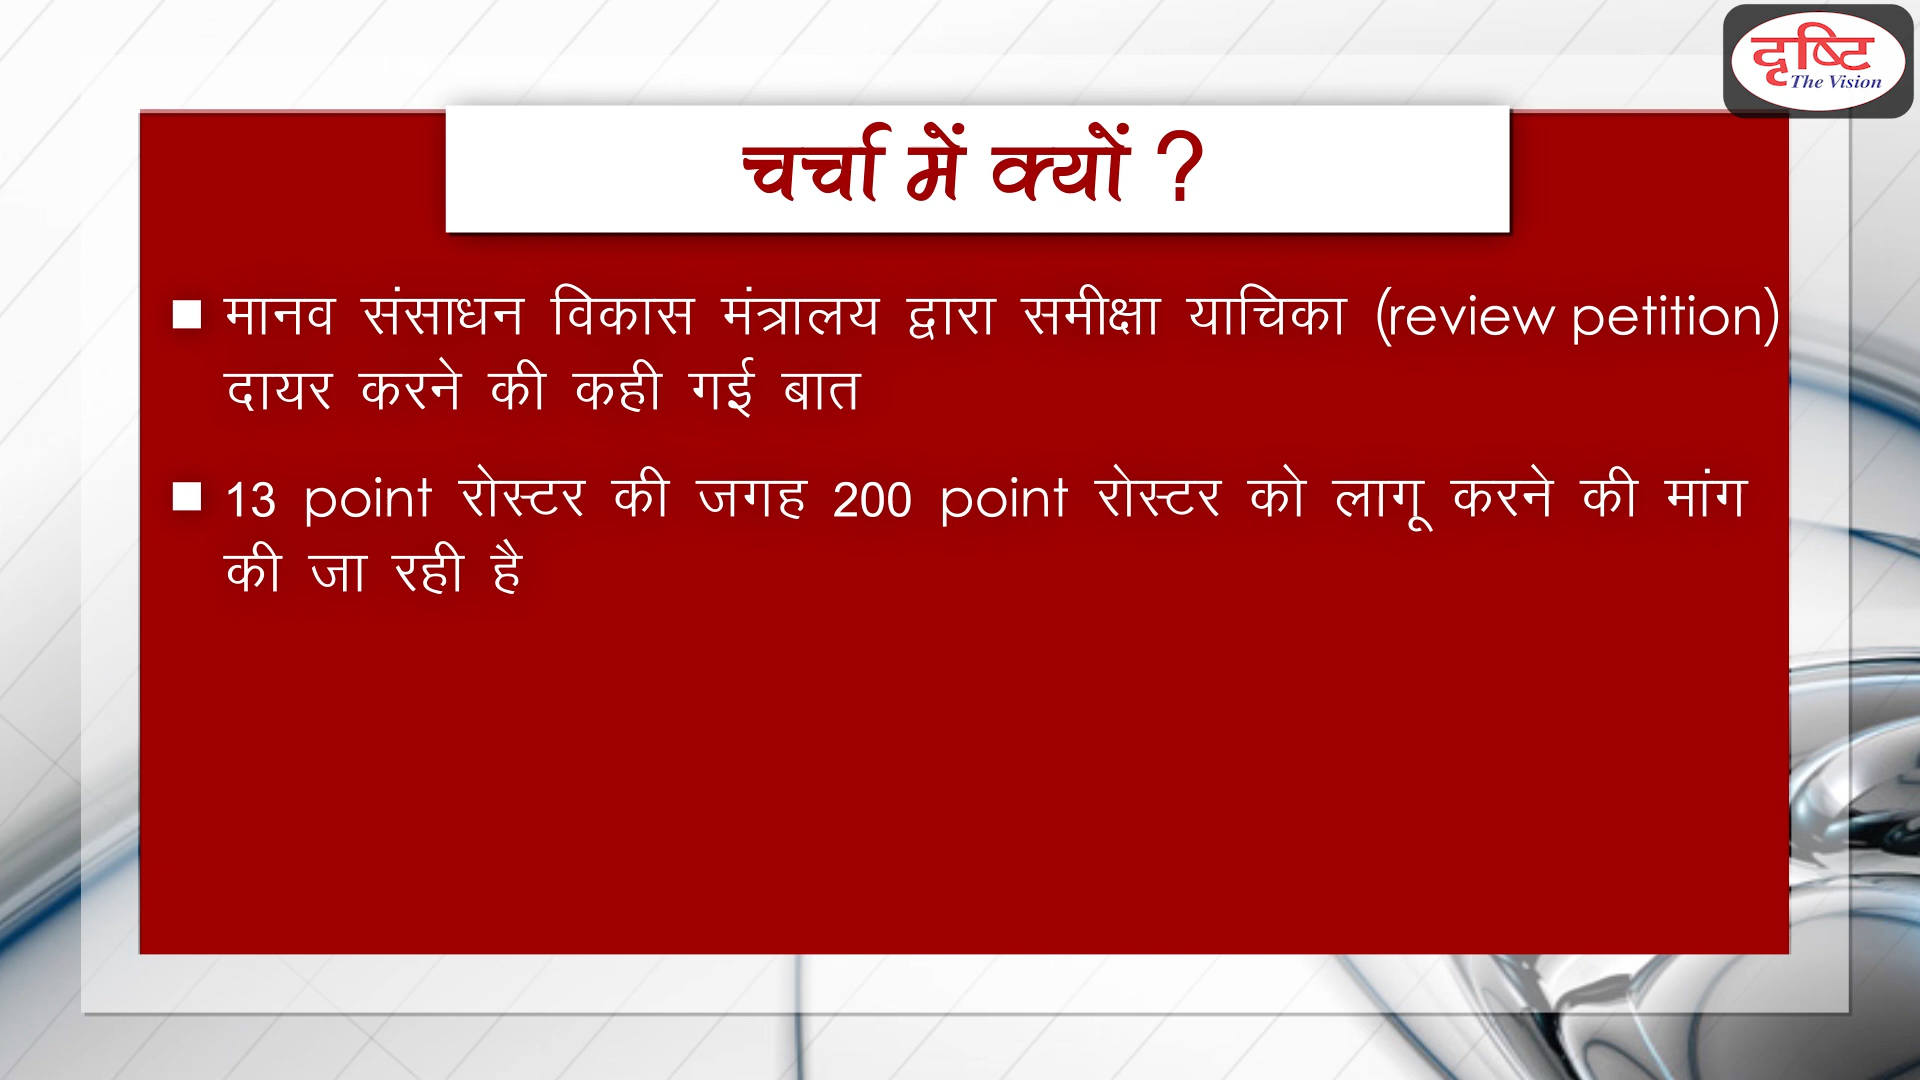 दृष्टि
The Vision
चर्चा में क्यों ?
■ मानव संसाधन विकास मंत्रालय द्वारा समीक्षा याचिका (review petition)
दायर करने की कही गई बात
■ 13 point रोस्टर की जगह 200 point रोस्टर को लागू करने की मांग
की जा रही है